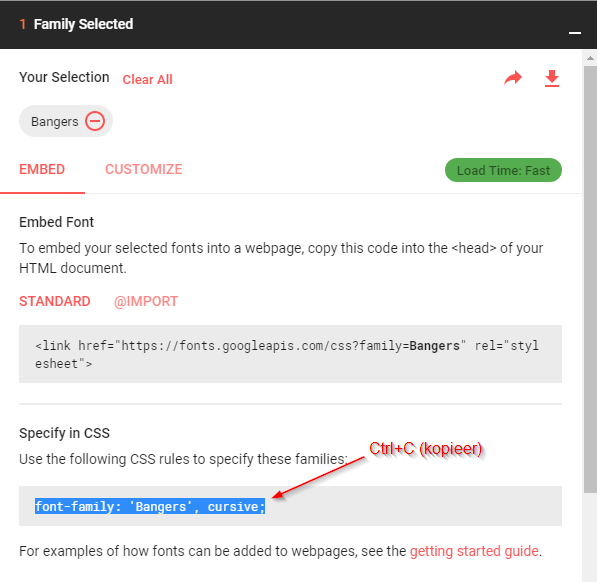 1 Family Selected
Your Selection Clear All
Bangers
EMBED CUSTOMIZE Load Time: Fast
Embed Font
To embed your selected fonts into a webpage, copy this code into the <head> of your
HTML document.
STANDARD @IMPORT
<link href="https://fonts.googleapis.com/css?family=Bangers" rel="styl
esheet">
Specify in CSS
Ctrl+C (kopieer)
Use the following CSS rules to specify these families:
font-family: 'Bangers', cursive;
For examples of how fonts can be added to webpages, see the getting started guide.